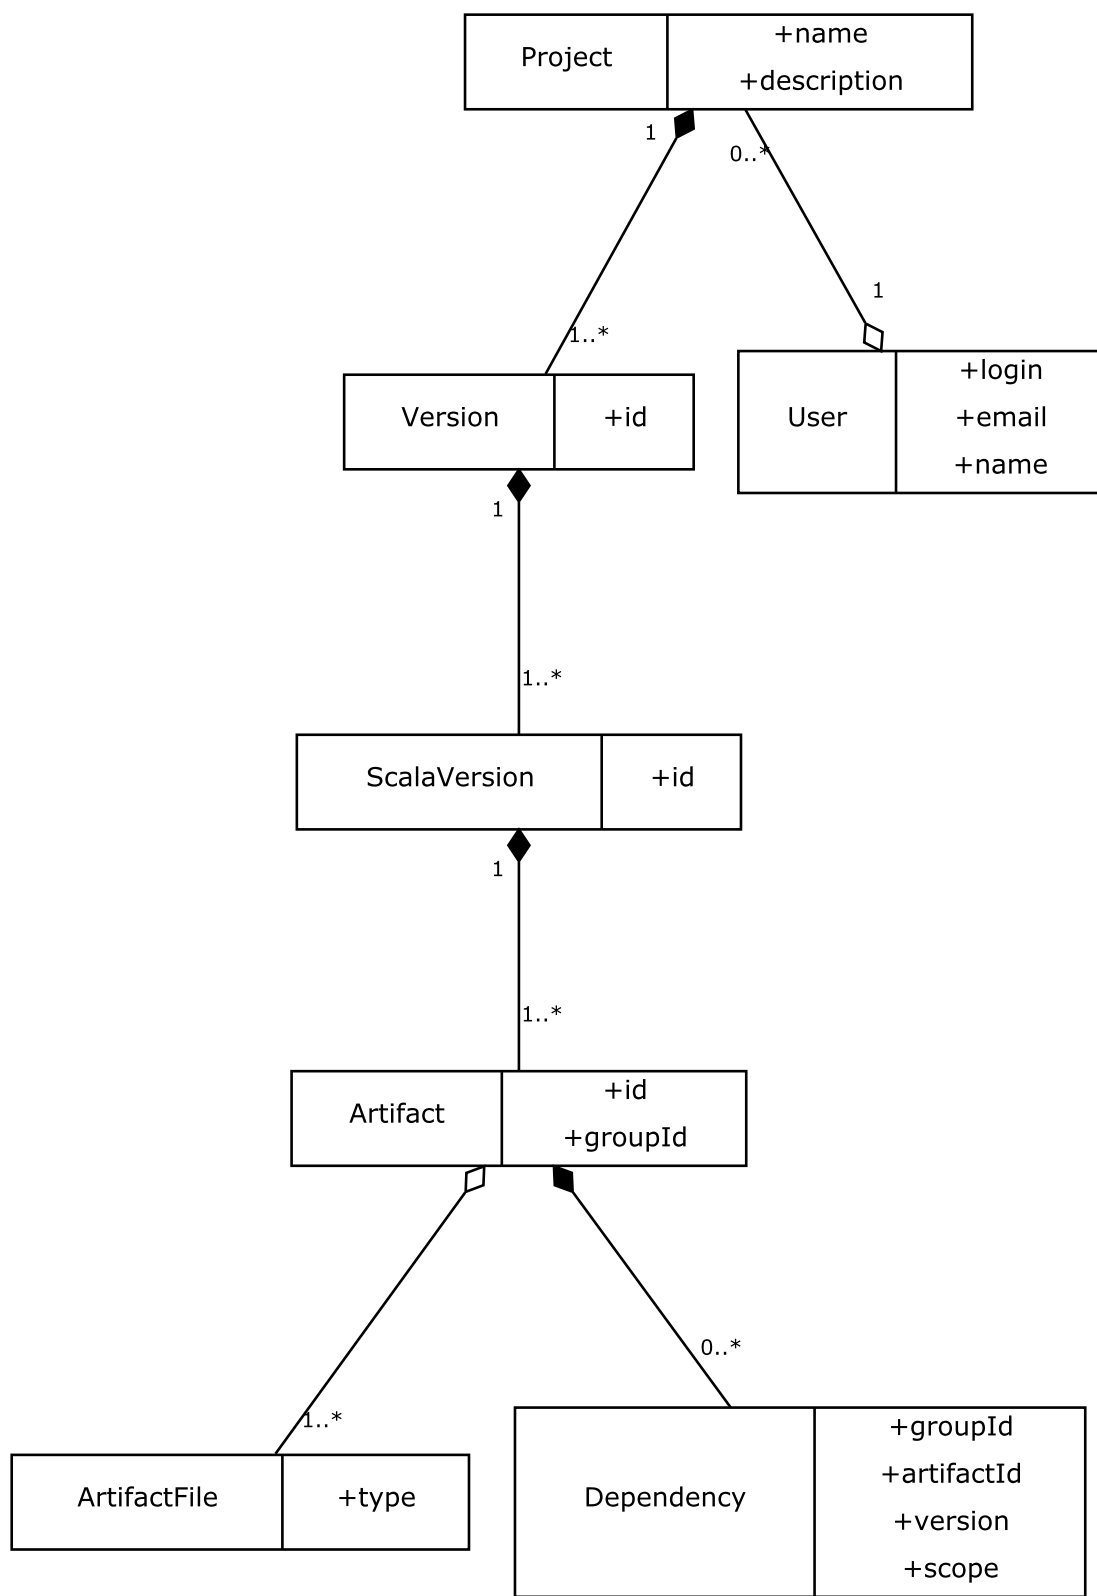 Project
+name
+description
1
0..*
1
1..*
Version
+id
User
+login
+email
+name
1
1..*
ScalaVersion
+id
1
1..*
Artifact
+id
+groupId
0..*
1..*
ArtifactFile
+type
Dependency
+groupId
+artifactId
+version
+scope